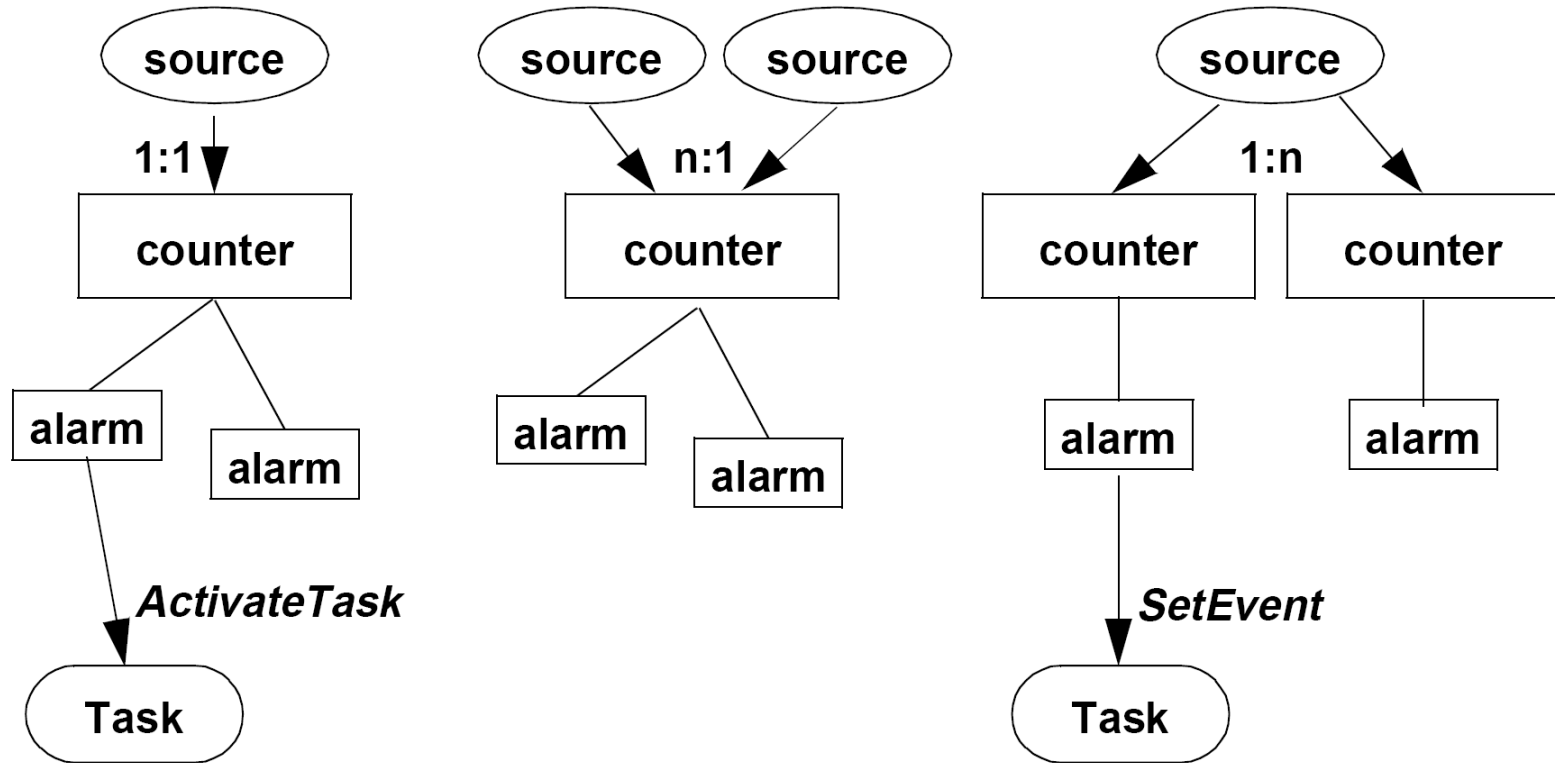 source
source
source
source
1:1
n:1
1:n
counter
counter
counter
counter
alarm
alarm
alarm
alarm
alarm
alarm
ActivateTask
SetEvent
Task
Task